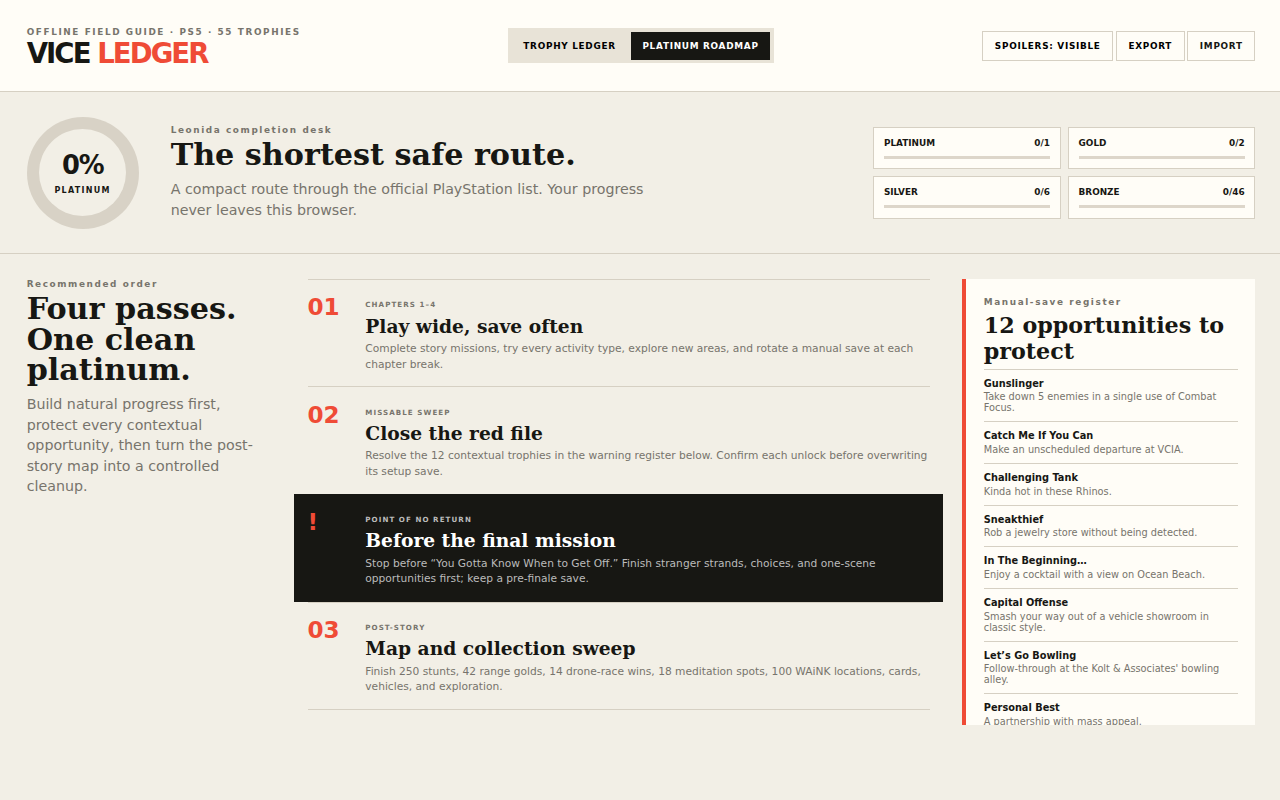 OFFLINE FIELD GUIDE · PS5 · 55 TROPHIES
VICE LEDGER
TROPHY LEDGER
PLATINUM ROADMAP
SPOILERS: VISIBLE
EXPORT
IMPORT
0%
PLATINUM
Leonida completion desk
The shortest safe route.
A compact route through the official PlayStation list. Your progress
never leaves this browser.
PLATINUM 0/1
GOLD 0/2
SILVER 0/6
BRONZE 0/46
Recommended order
Four passes.
One clean
platinum.
Build natural progress first,
protect every contextual
opportunity, then turn the post-
story map into a controlled
cleanup.
01
CHAPTERS 1–4
Play wide, save often
Complete story missions, try every activity type, explore new areas, and rotate a manual save at each
chapter break.
02
MISSABLE SWEEP
Close the red file
Resolve the 12 contextual trophies in the warning register below. Confirm each unlock before overwriting
its setup save.
!
POINT OF NO RETURN
Before the final mission
Stop before “You Gotta Know When to Get Off.” Finish stranger strands, choices, and one-scene
opportunities first; keep a pre-finale save.
03
POST-STORY
Map and collection sweep
Finish 250 stunts, 42 range golds, 14 drone-race wins, 18 meditation spots, 100 WAiNK locations, cards,
vehicles, and exploration.
Manual-save register
12 opportunities to
protect
Gunslinger
Take down 5 enemies in a single use of Combat
Focus.
Catch Me If You Can
Make an unscheduled departure at VCIA.
Challenging Tank
Kinda hot in these Rhinos.
Sneakthief
Rob a jewelry store without being detected.
In The Beginning…
Enjoy a cocktail with a view on Ocean Beach.
Capital Offense
Smash your way out of a vehicle showroom in
classic style.
Let’s Go Bowling
Follow-through at the Kolt & Associates' bowling
alley.
Personal Best
A partnership with mass appeal.